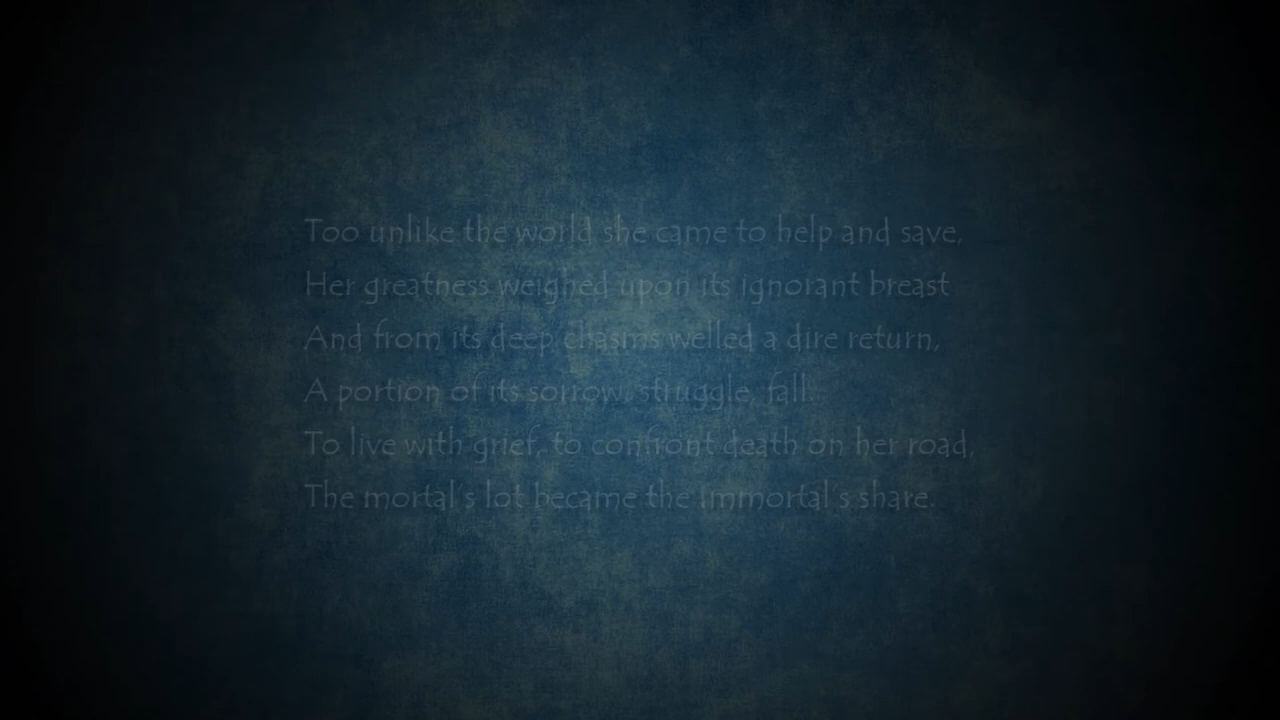 Too unlike the world she came to help and save,
Her greatness weighed upon its ignorant breast
And from its deep chasms welled a dire return,
A portion of its sorrow, struggle, fall.
To live with grief, to confront death on her road,
The mortal's lot became the immortal's share.